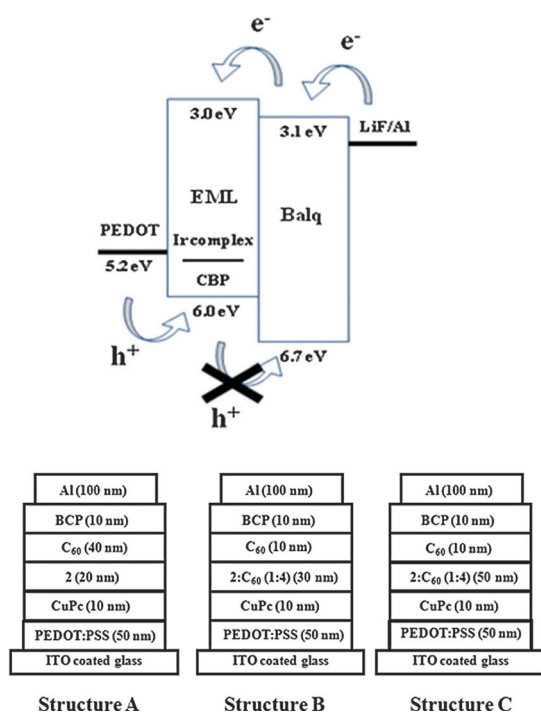 e⁻
e⁻
3.0 eV
3.1 eV
LiF/Al
EML
Balq
PEDOT
Ir complex
5.2 eV
CBP
6.0 eV
h⁺
6.7 eV
h⁺
Al (100 nm)
BCP (10 nm)
C₆₀ (40 nm)
2 (20 nm)
CuPc (10 nm)
PEDOT:PSS (50 nm)
ITO coated glass
Structure A
Al (100 nm)
BCP (10 nm)
C₆₀ (10 nm)
2:C₆₀ (1:4) (30 nm)
CuPc (10 nm)
PEDOT:PSS (50 nm)
ITO coated glass
Structure B
Al (100 nm)
BCP (10 nm)
C₆₀ (10 nm)
2:C₆₀ (1:4) (50 nm)
CuPc (10 nm)
PEDOT:PSS (50 nm)
ITO coated glass
Structure C